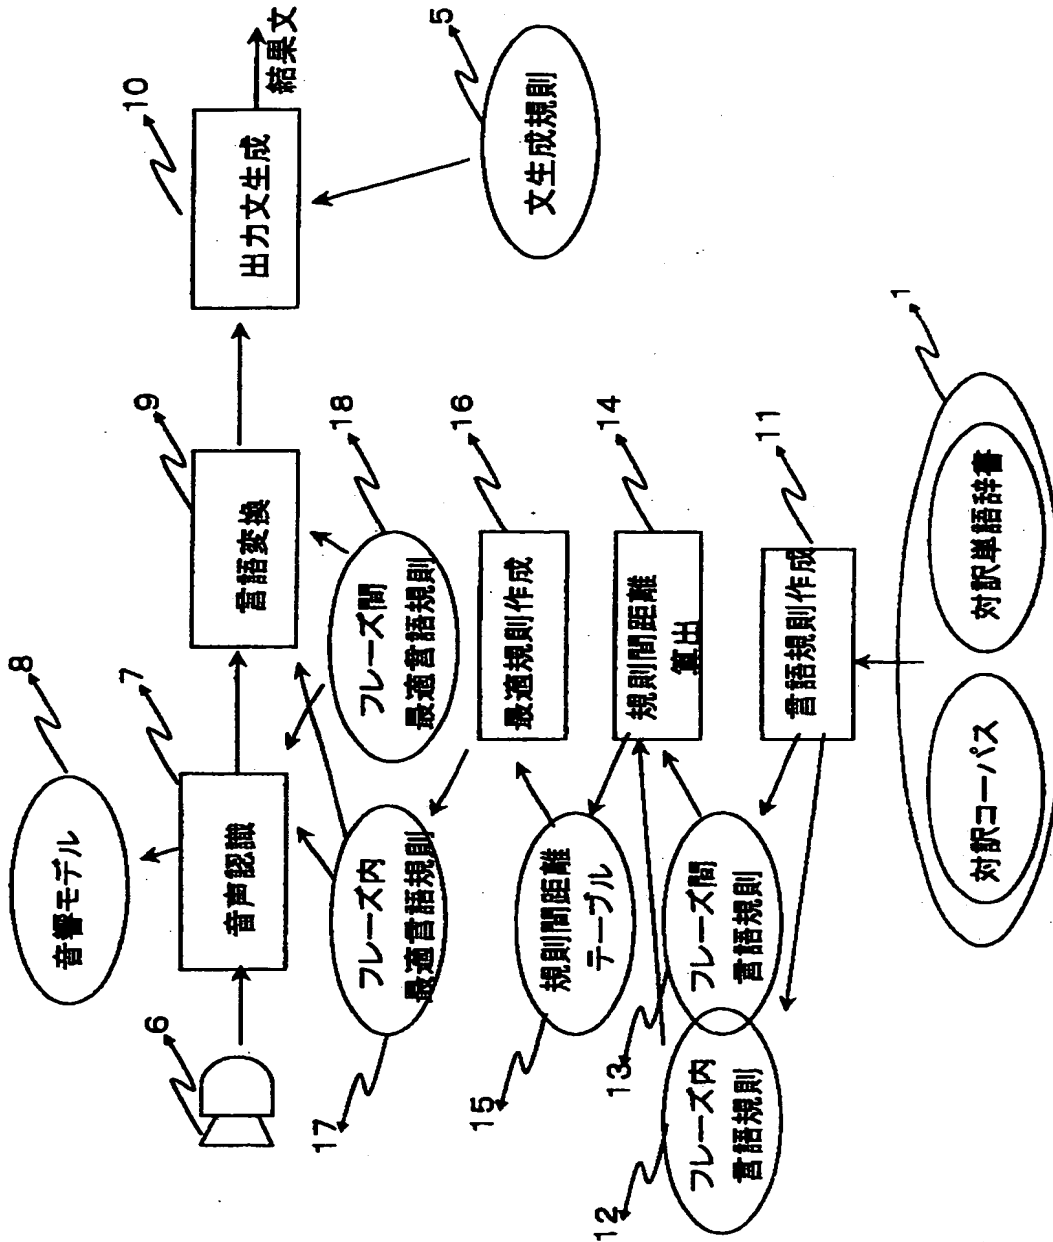 8
音響モデル
7
音声認識
6
9
言語変換
10
出力文生成
結果文
5
文生成規則
17
フレーズ内
最適言語規則
18
フレーズ間
最適言語規則
16
最適規則作成
15
規則間距離
テーブル
14
規則間距離
算出
13
フレーズ間
言語規則
12
フレーズ内
言語規則
11
言語規則作成
1
対訳コーパス
対訳単語辞書